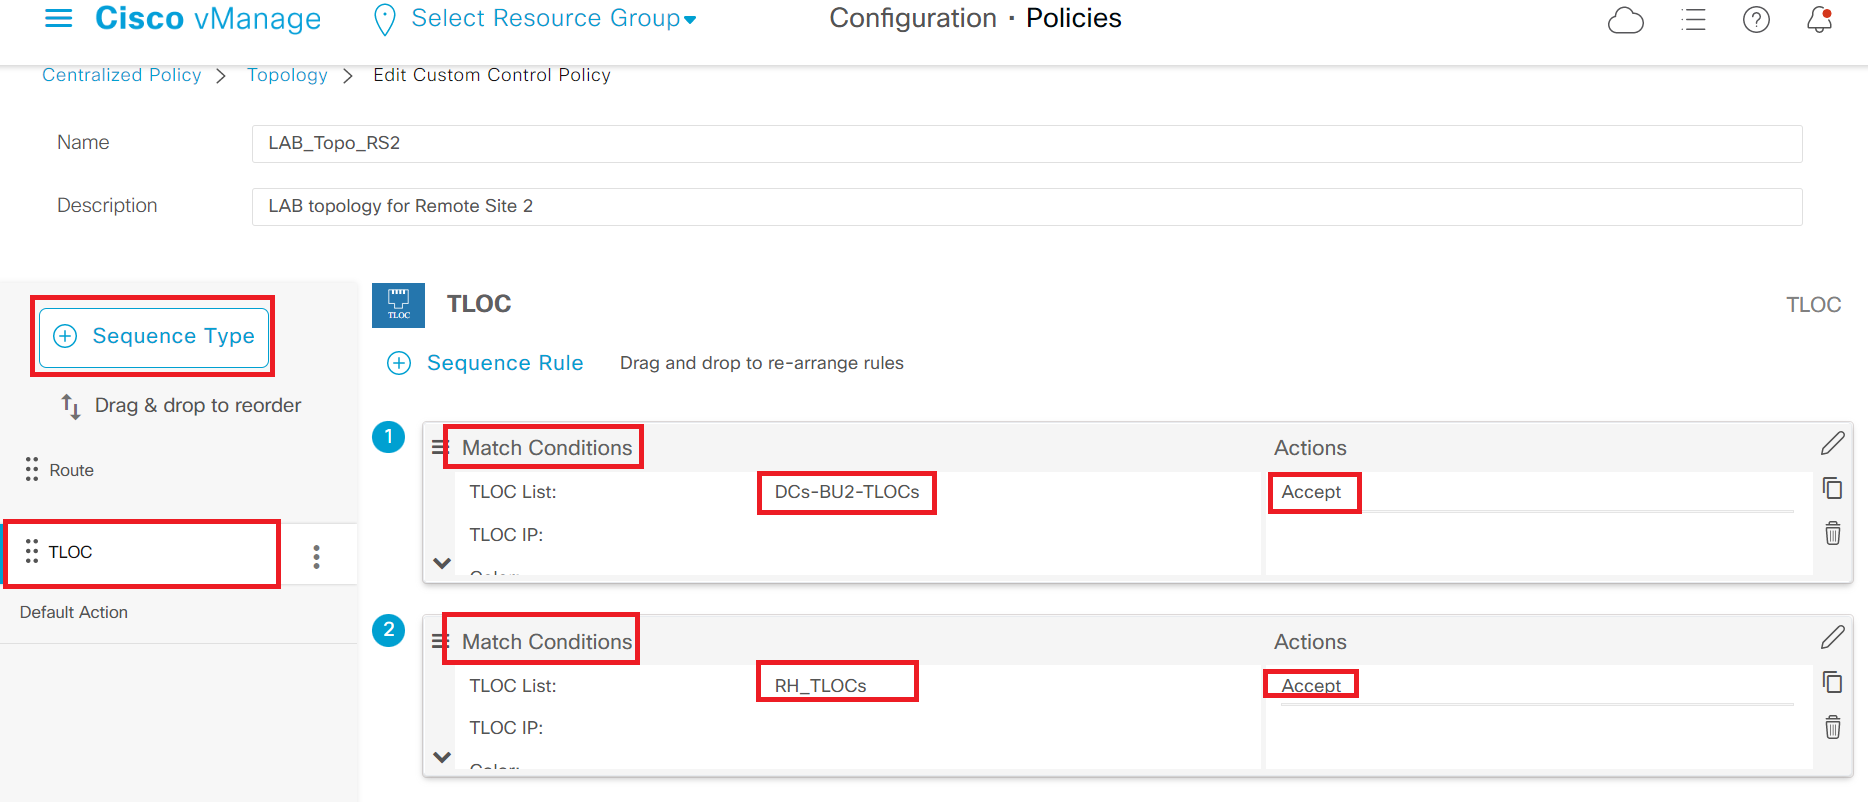 Cisco vManage
Select Resource Group
Configuration · Policies
Centralized Policy > Topology > Edit Custom Control Policy
Name
LAB_Topo_RS2
Description
LAB topology for Remote Site 2
Sequence Type
Drag & drop to reorder
Route
TLOC
Default Action
TLOC
TLOC
TLOC
Sequence Rule
Drag and drop to re-arrange rules
1
Match Conditions
Actions
TLOC List:
DCs-BU2-TLOCs
Accept
TLOC IP:
Color:
2
Match Conditions
Actions
TLOC List:
RH_TLOCs
Accept
TLOC IP:
Color: